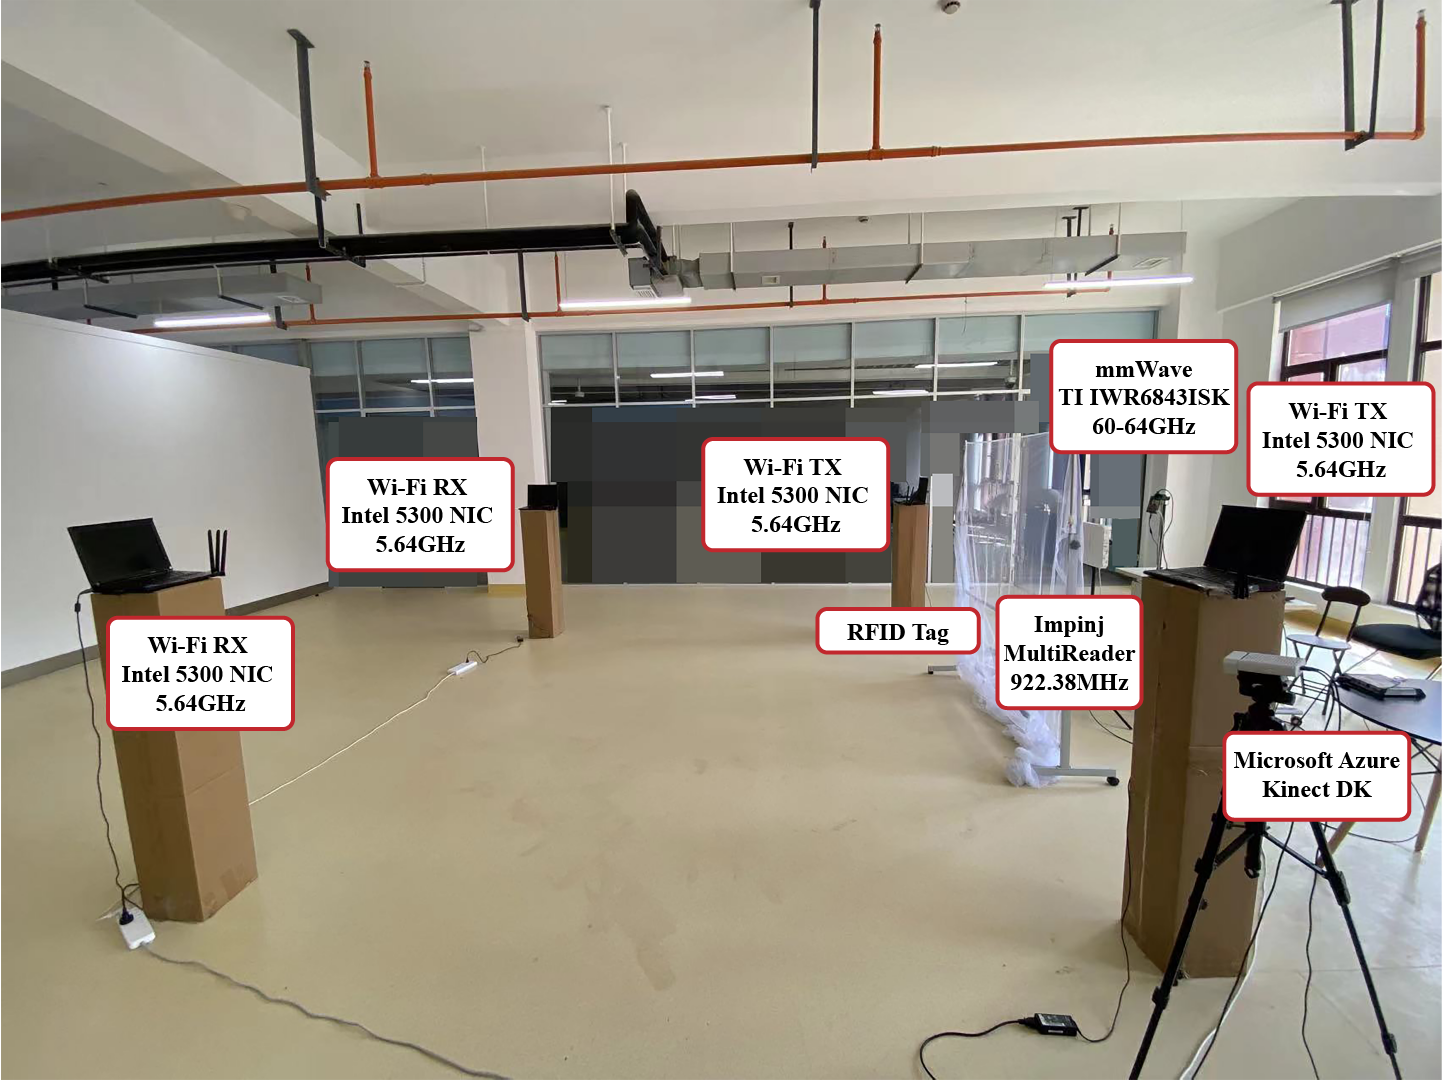 mmWave
TI IWR6843ISK
60-64GHz
Wi-Fi TX
Intel 5300 NIC
5.64GHz
Wi-Fi TX
Intel 5300 NIC
5.64GHz
Wi-Fi RX
Intel 5300 NIC
5.64GHz
Wi-Fi RX
Intel 5300 NIC
5.64GHz
RFID Tag
Impinj
MultiReader
922.38MHz
Microsoft Azure
Kinect DK